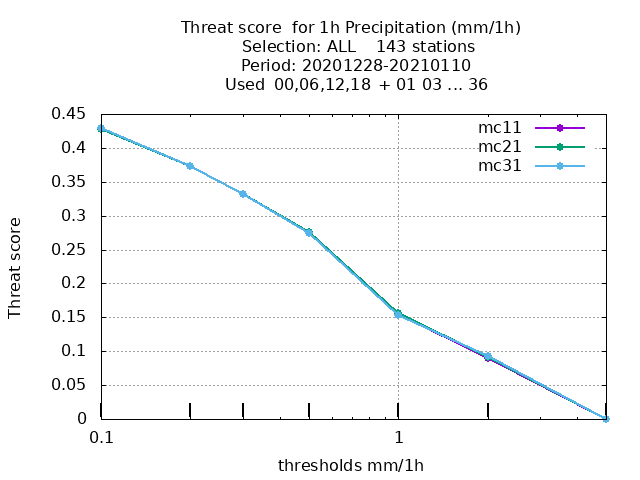 Threat score  for 1h Precipitation (mm/1h)
Selection: ALL    143 stations
Period: 20201228-20210110
Used  00,06,12,18  + 01 03 ... 36
mc11
mc21
mc31
0.45
0.4
0.35
0.3
0.25
0.2
0.15
0.1
0.05
0
Threat score
0.1
1
thresholds mm/1h